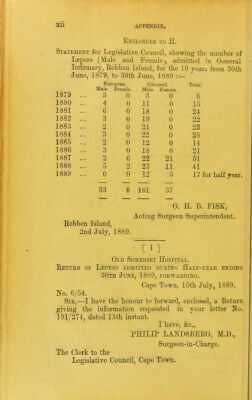 xii APPENDIX.
ENCLOSURE TO H.
STATEMENT for Legislative Council, showing the number of
Lepers (Male and Female), admitted in General
Infirmary, Robben Island, for the 10 years from 30th
June, 1879, to 30th June, 1889 :—
European Coloured Total.
Male Female. Male Female.
1879 ... 3 0 3 0 6
1880 ... 4 0 11 0 15
1881 ... 6 0 18 0 24
1882 ... 3 0 19 0 22
1883 ... 2 0 21 0 23
1884 ... 3 0 22 0 25
1885 ... 2 0 12 0 14
1886 ... 3 0 18 0 21
1887 ... 2 6 22 21 51
1888 ... 5 2 23 11 41
1889 ... 0 0 12 5 17 for half year.
33 8 181 37
G. H. B. FISK,
Acting Surgeon Superintendent.
Robben Island,
2nd July, 1889.
[ I ]
OLD SOMERSET HOSPITAL.
RETURN OF LEPERS ADMITTED DURING HALF-YEAR ENDING
30TH JUNE, 1889, FORWARDING.
Cape Town, 15th July, 1889.
No. 6/54.
SIR,—I have the honour to forward, enclosed, a Return
giving the information requested in your letter No.
191/274, dated 13th instant.
I have, &c.,
PHILIP LANDSBERG, M.D.,
Surgeon-in-Charge.
The Clerk to the
Legislative Council, Cape Town.